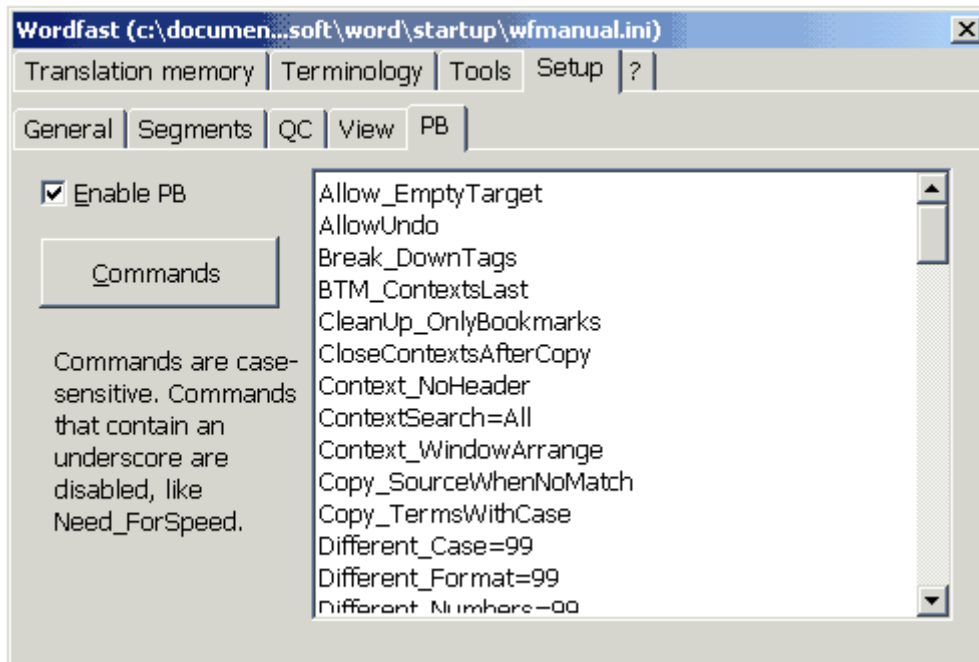 Wordfast (c:\documen...soft\word\startup\wfmanual.ini)
Translation memory Terminology Tools Setup ?
General Segments QC View PB
Enable PB
Commands
Commands are case-
sensitive. Commands
that contain an
underscore are
disabled, like
Need_ForSpeed.
Allow_EmptyTarget
AllowUndo
Break_DownTags
BTM_ContextsLast
CleanUp_OnlyBookmarks
CloseContextsAfterCopy
Context_NoHeader
ContextSearch=All
Context_WindowArrange
Copy_SourceWhenNoMatch
Copy_TermsWithCase
Different_Case=99
Different_Format=99
Different_Numbers=99